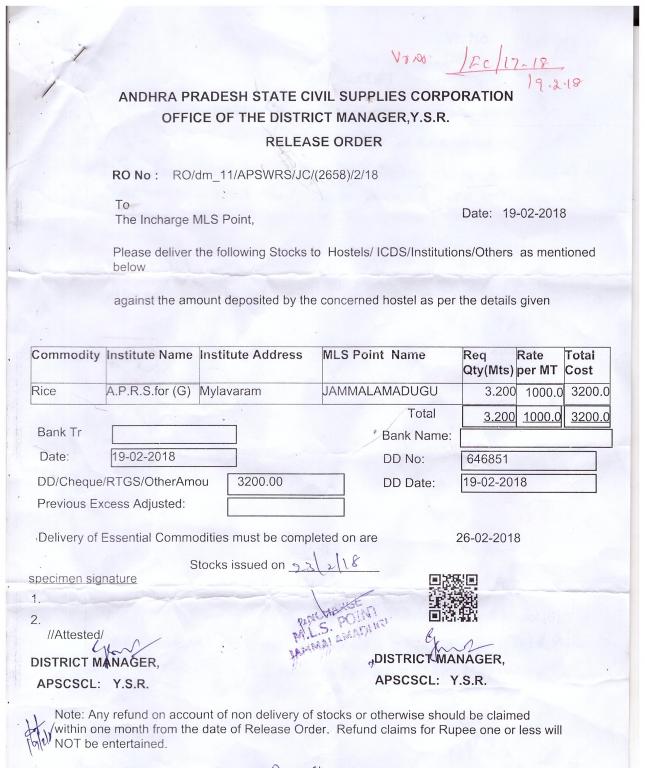 /EC/17-18
19.2.18
ANDHRA PRADESH STATE CIVIL SUPPLIES CORPORATION
OFFICE OF THE DISTRICT MANAGER,Y.S.R.
RELEASE ORDER
RO No : RO/dm_11/APSWRS/JC/(2658)/2/18
To
The Incharge MLS Point,
Date: 19-02-2018
Please deliver the following Stocks to Hostels/ ICDS/Institutions/Others as mentioned
below
against the amount deposited by the concerned hostel as per the details given
Commodity Institute Name Institute Address MLS Point Name Req Qty(Mts) Rate per MT Total Cost
Rice A.P.R.S.for (G) Mylavaram JAMMALAMADUGU 3.200 1000.0 3200.0
Total 3.200 1000.0 3200.0
Bank Tr Bank Name:
Date: 19-02-2018 DD No: 646851
DD/Cheque/RTGS/OtherAmou 3200.00 DD Date: 19-02-2018
Previous Excess Adjusted:
Delivery of Essential Commodities must be completed on are 26-02-2018
Stocks issued on 23/2/18
specimen signature
1.
2.
//Attested/
M.L.S. POINT
DISTRICT MANAGER, DISTRICT MANAGER,
APSCSCL: Y.S.R. APSCSCL: Y.S.R.
Note: Any refund on account of non delivery of stocks or otherwise should be claimed
within one month from the date of Release Order. Refund claims for Rupee one or less will
NOT be entertained.